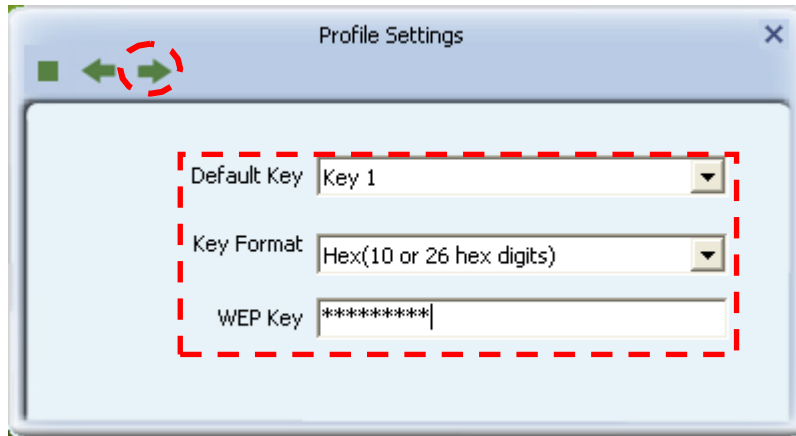 Profile Settings
Default Key Key 1
Key Format Hex(10 or 26 hex digits)
WEP Key *********